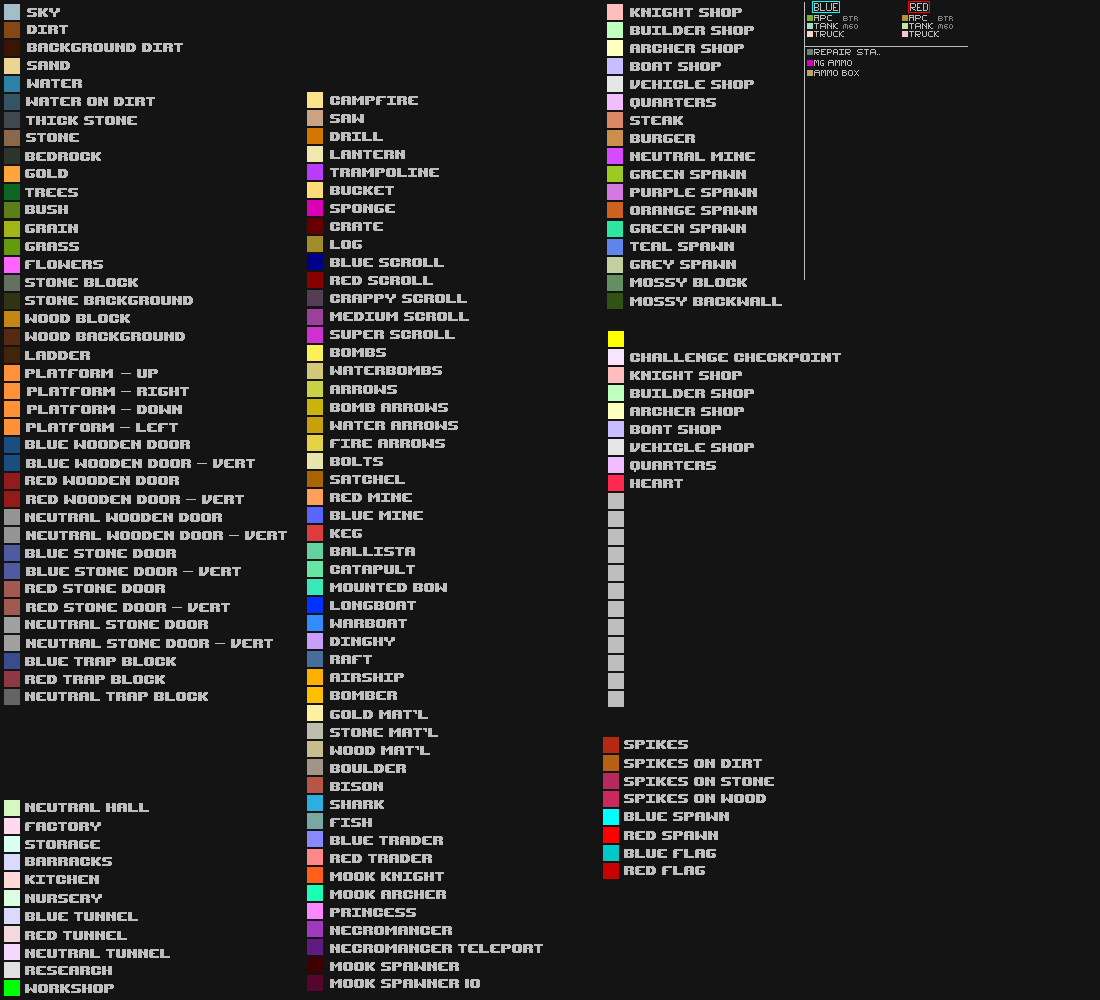 SKY
DIRT
BACKGROUND DIRT
SAND
WATER
WATER ON DIRT
THICK STONE
STONE
BEDROCK
GOLD
TREES
BUSH
GRAIN
GRASS
FLOWERS
STONE BLOCK
STONE BACKGROUND
WOOD BLOCK
WOOD BACKGROUND
LADDER
PLATFORM - UP
PLATFORM - RIGHT
PLATFORM - DOWN
PLATFORM - LEFT
BLUE WOODEN DOOR
BLUE WOODEN DOOR - VERT
RED WOODEN DOOR
RED WOODEN DOOR - VERT
NEUTRAL WOODEN DOOR
NEUTRAL WOODEN DOOR - VERT
BLUE STONE DOOR
BLUE STONE DOOR - VERT
RED STONE DOOR
RED STONE DOOR - VERT
NEUTRAL STONE DOOR
NEUTRAL STONE DOOR - VERT
BLUE TRAP BLOCK
RED TRAP BLOCK
NEUTRAL TRAP BLOCK
NEUTRAL HALL
FACTORY
STORAGE
BARRACKS
KITCHEN
NURSERY
BLUE TUNNEL
RED TUNNEL
NEUTRAL TUNNEL
RESEARCH
WORKSHOP
CAMPFIRE
SAW
DRILL
LANTERN
TRAMPOLINE
BUCKET
SPONGE
CRATE
LOG
BLUE SCROLL
RED SCROLL
CRAPPY SCROLL
MEDIUM SCROLL
SUPER SCROLL
BOMBS
WATERBOMBS
ARROWS
BOMB ARROWS
WATER ARROWS
FIRE ARROWS
BOLTS
SATCHEL
RED MINE
BLUE MINE
KEG
BALLISTA
CATAPULT
MOUNTED BOW
LONGBOAT
WARBOAT
DINGHY
RAFT
AIRSHIP
BOMBER
GOLD MAT'L
STONE MAT'L
WOOD MAT'L
BOULDER
BISON
SHARK
FISH
BLUE TRADER
RED TRADER
MOOK KNIGHT
MOOK ARCHER
PRINCESS
NECROMANCER
NECROMANCER TELEPORT
MOOK SPAWNER
MOOK SPAWNER 10
KNIGHT SHOP
BUILDER SHOP
ARCHER SHOP
BOAT SHOP
VEHICLE SHOP
QUARTERS
STEAK
BURGER
NEUTRAL MINE
GREEN SPAWN
PURPLE SPAWN
ORANGE SPAWN
GREEN SPAWN
TEAL SPAWN
GREY SPAWN
MOSSY BLOCK
MOSSY BACKWALL
CHALLENGE CHECKPOINT
KNIGHT SHOP
BUILDER SHOP
ARCHER SHOP
BOAT SHOP
VEHICLE SHOP
QUARTERS
HEART
SPIKES
SPIKES ON DIRT
SPIKES ON STONE
SPIKES ON WOOD
BLUE SPAWN
RED SPAWN
BLUE FLAG
RED FLAG
BLUE
APC BTR
TANK M60
TRUCK
RED
APC BTR
TANK M60
TRUCK
REPAIR STA..
MG AMMO
AMMO BOX